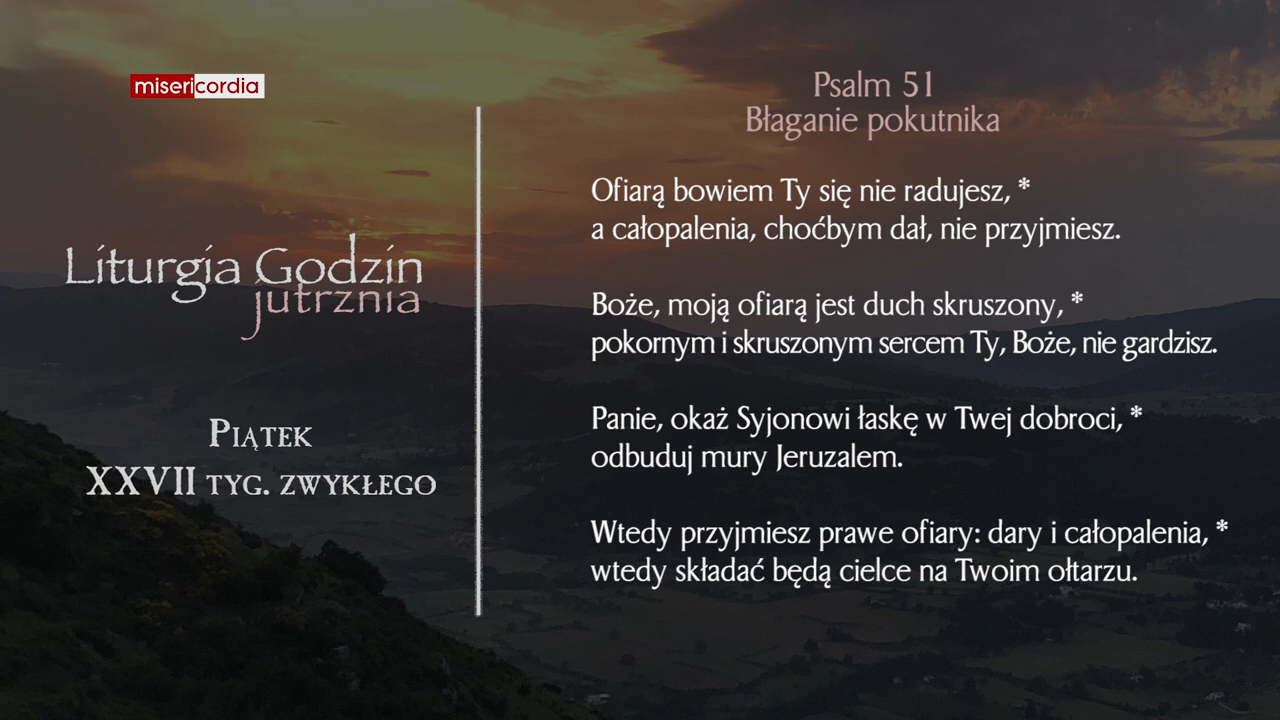 misericordia
Liturgia Godzin
jutrznia
Piątek
XXVII tyg. zwykłego
Psalm 51
Błaganie pokutnika
Ofiarą bowiem Ty się nie radujesz, *
a całopalenia, choćbym dał, nie przyjmiesz.
Boże, moją ofiarą jest duch skruszony, *
pokornym i skruszonym sercem Ty, Boże, nie gardzisz.
Panie, okaż Syjonowi łaskę w Twej dobroci, *
odbuduj mury Jeruzalem.
Wtedy przyjmiesz prawe ofiary: dary i całopalenia, *
wtedy składać będą cielce na Twoim ołtarzu.